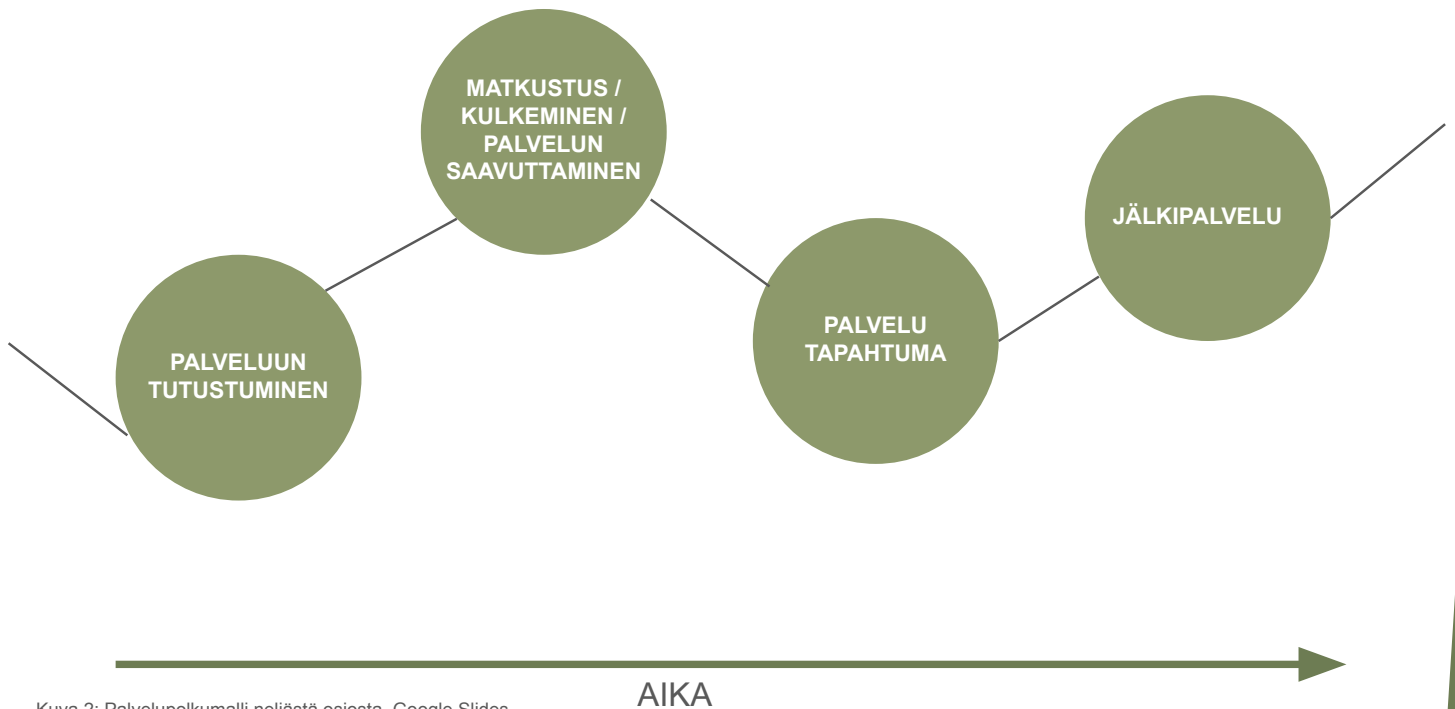 MATKUSTUS /
KULKEMINEN /
PALVELUN
SAAVUTTAMINEN
JÄLKIPALVELU
PALVELU
TAPAHTUMA
PALVELUUN
TUTUSTUMINEN
AIKA
Kuva 2: Palvelupolkumalli neljästä osiosta, Google Slides